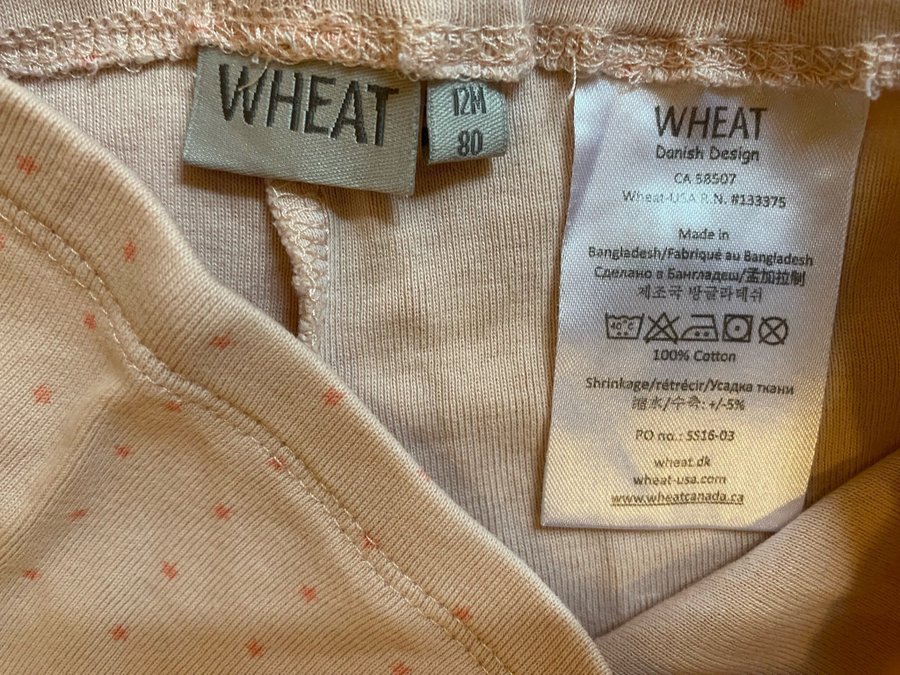 WHEAT
12M
80
WHEAT
Danish Design
CA 58507
Wheat-USA R.N. #133375
Made in
Bangladesh/Fabriqué au Bangladesh
Сделано в Бангладеш/孟加拉制
제조국 방글라데쉬
40°C
100% Cotton
Shrinkage/rétrécir/Усадка ткани
缩水/수축: +/-5%
PO no.: SS16-03
wheat.dk
wheat-usa.com
www.wheatcanada.ca